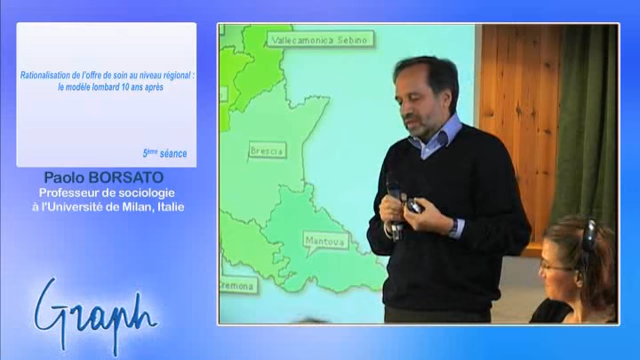 Rationalisation de l'offre de soin au niveau régional :
le modèle lombard 10 ans après
5ème séance
Paolo BORSATO
Professeur de sociologie
à l'Université de Milan, Italie
Graph
Vallecamonica Sebino
Brescia
Mantova
Cremona